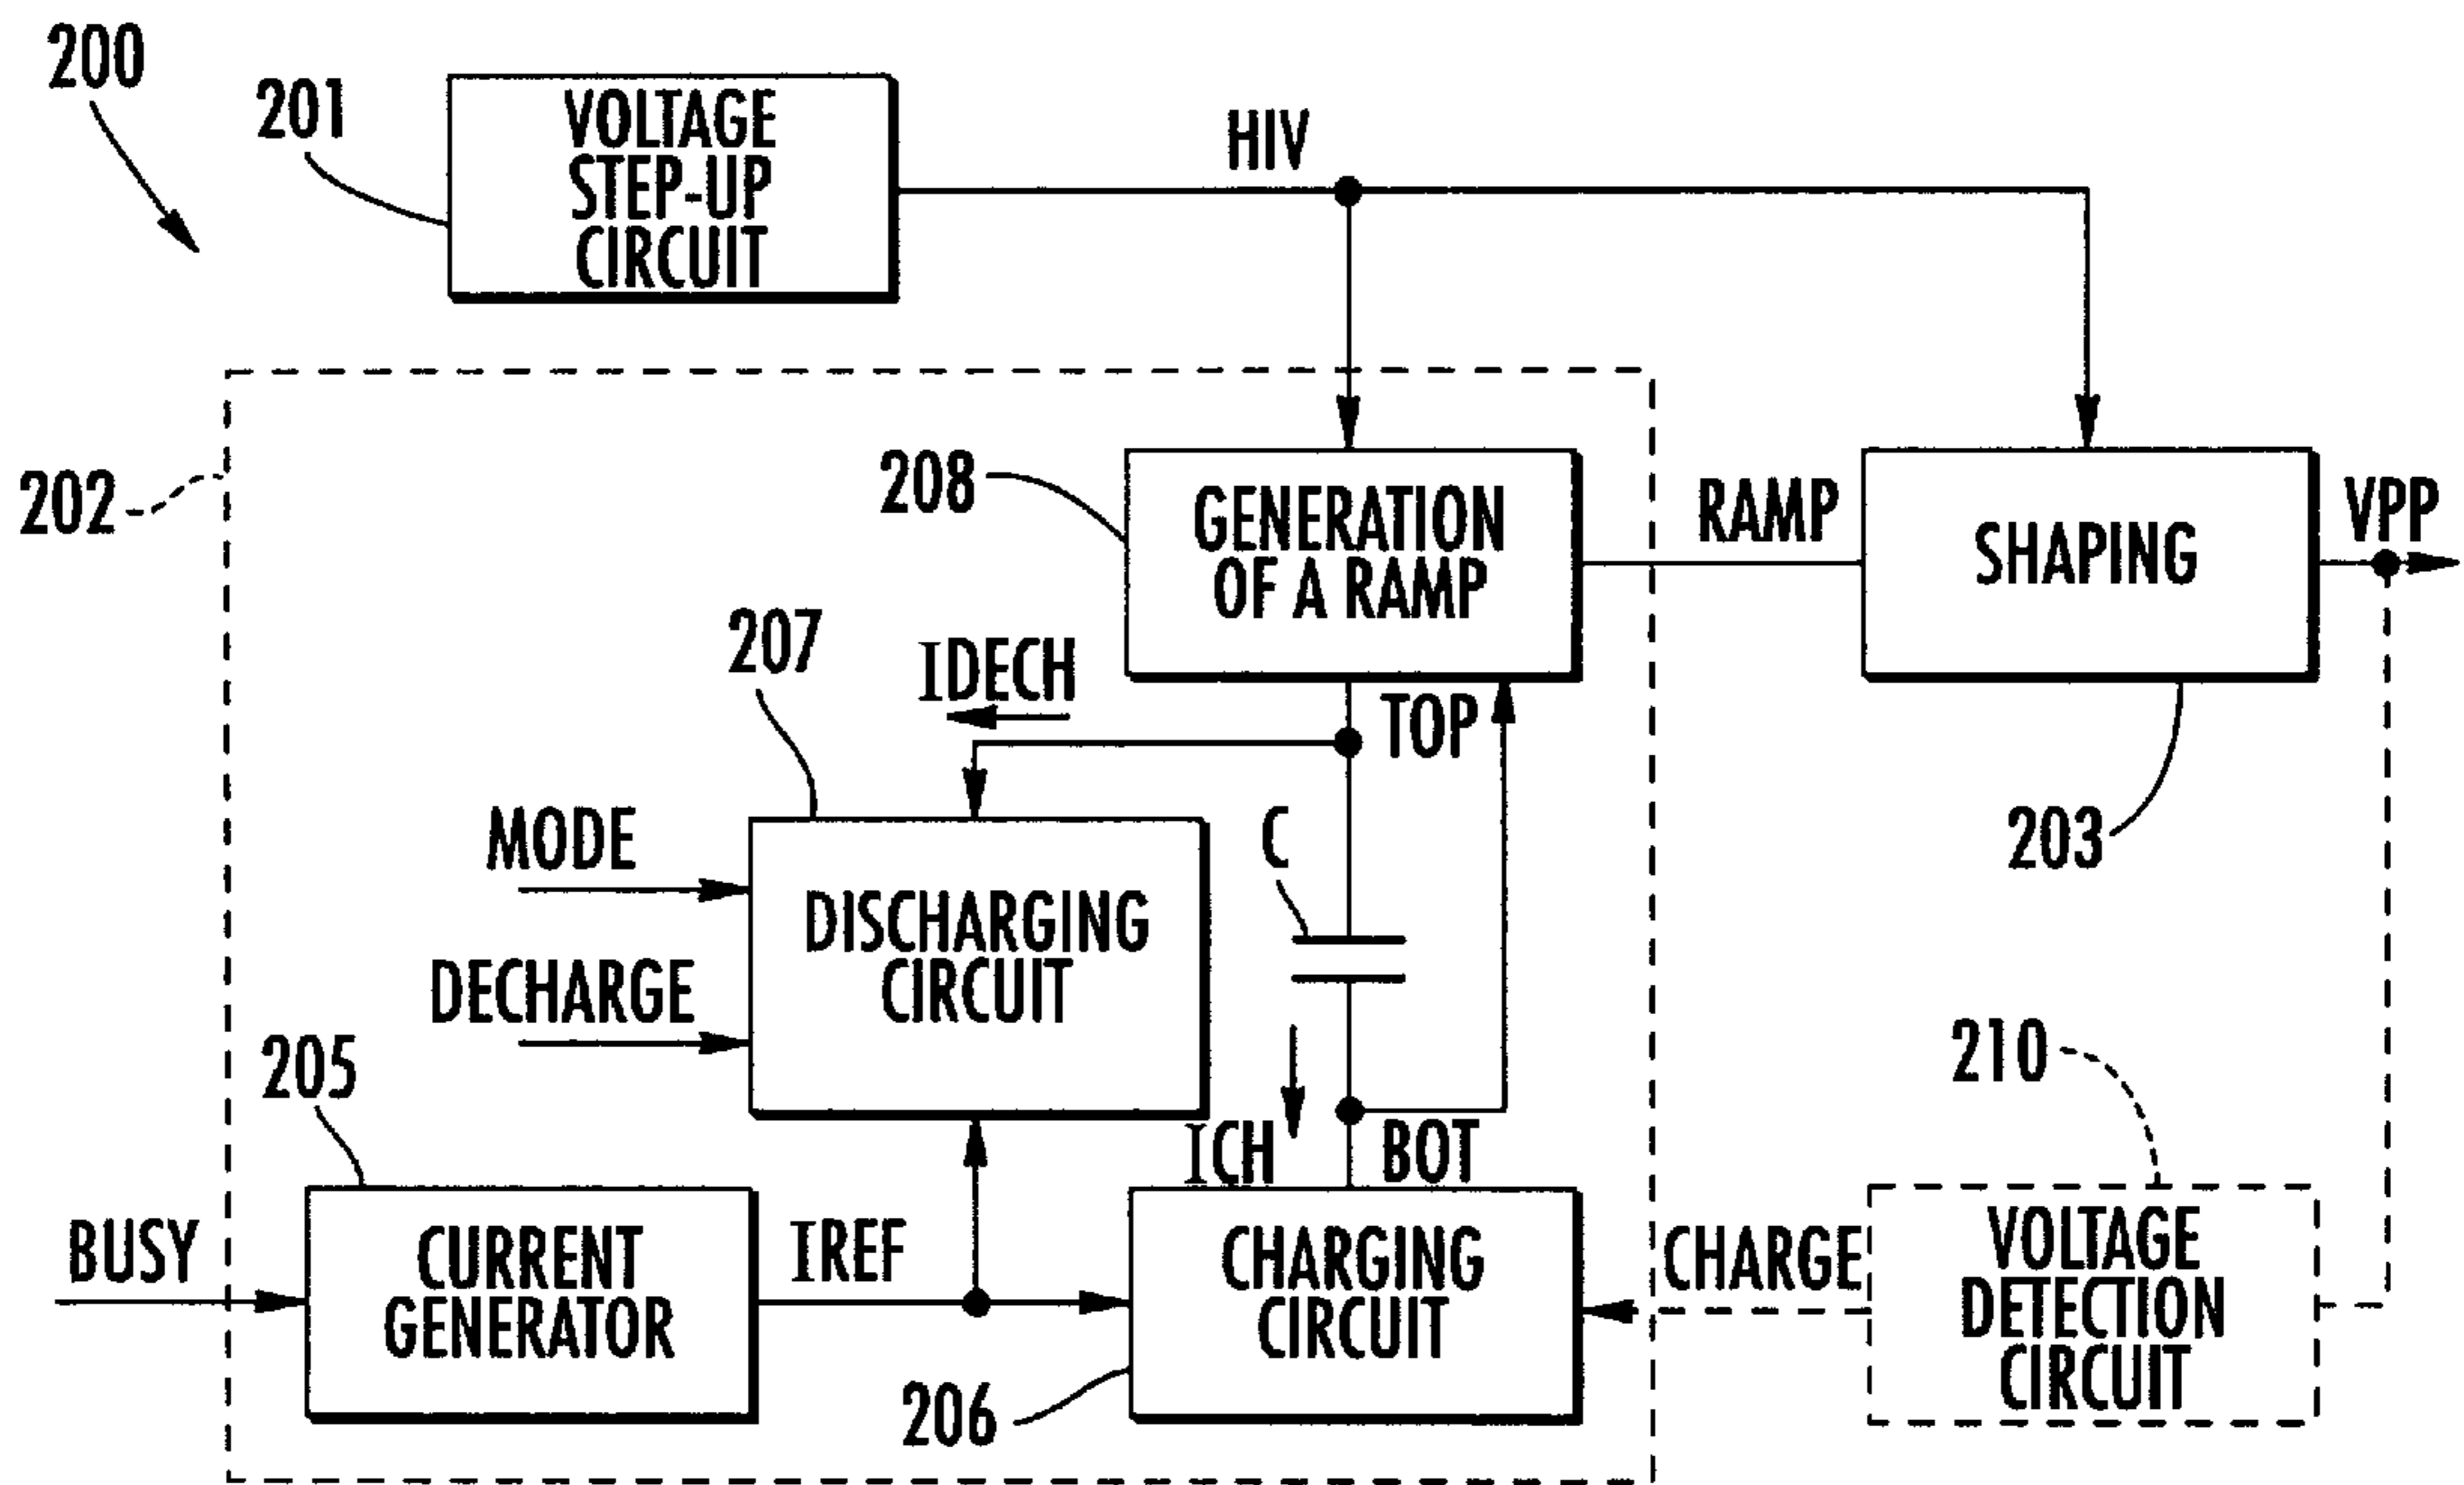 200
201
VOLTAGE
STEP-UP
CIRCUIT
HIV
202
208
GENERATION
OF A RAMP
RAMP
SHAPING
VPP
203
207
IDECH
TOP
MODE
DECHARGE
DISCHARGING
CIRCUIT
C
ICH
BOT
205
BUSY
CURRENT
GENERATOR
IREF
CHARGING
CIRCUIT
206
CHARGE
210
VOLTAGE
DETECTION
CIRCUIT